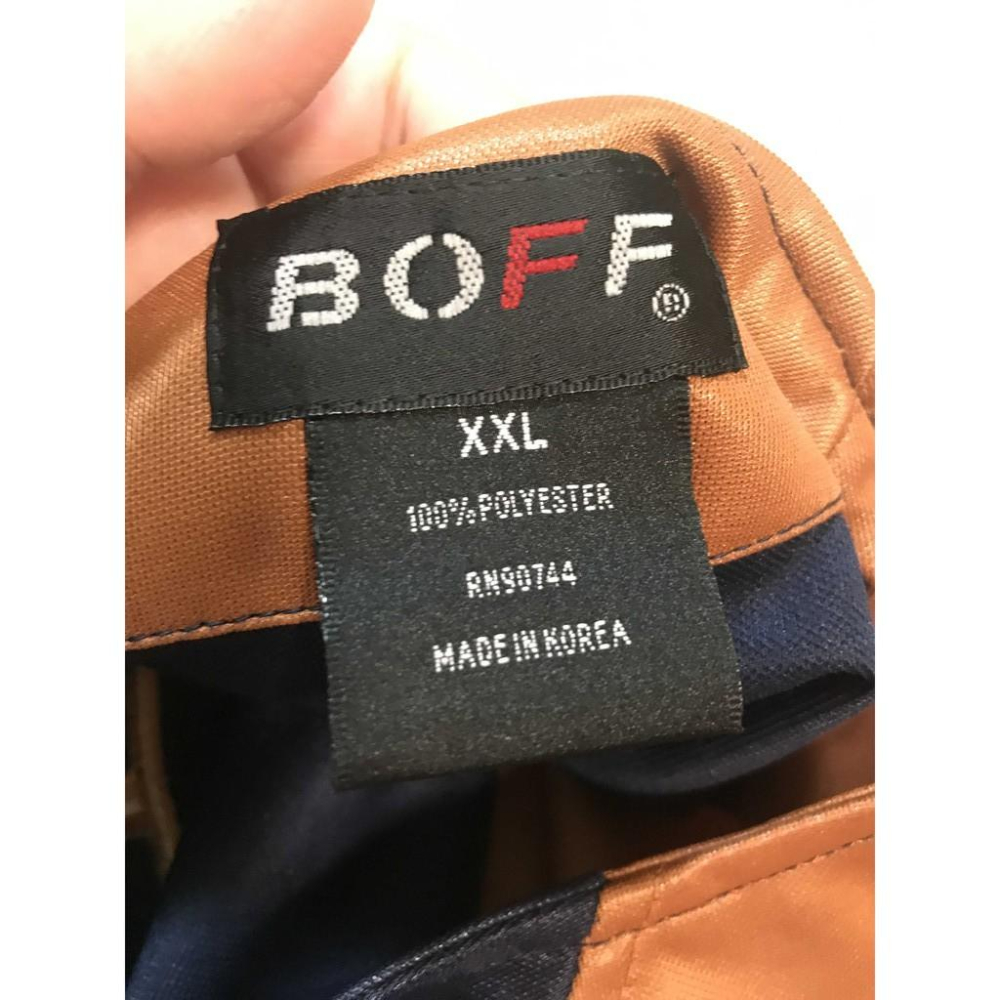 BOFF®
XXL
100% POLYESTER
RN90744
MADE IN KOREA